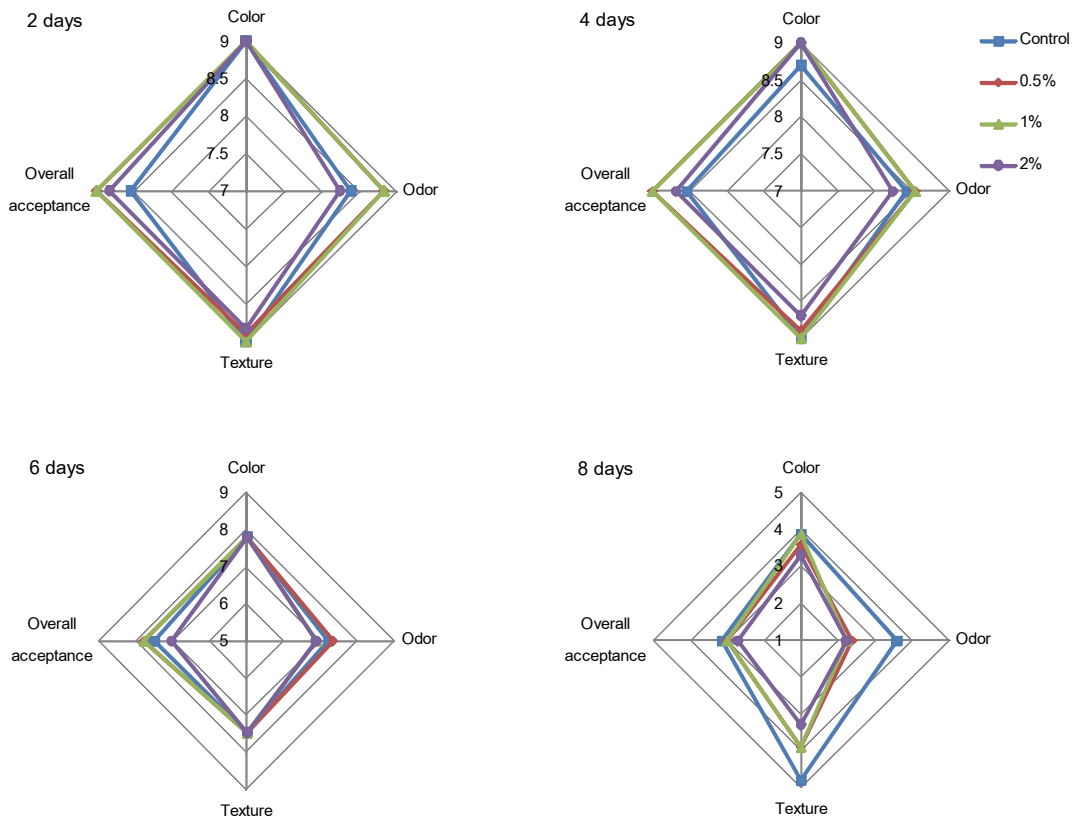 2 days
Color
9
8.5
8
7.5
7
Overall
acceptance
Odor
Texture
4 days
Color
9
8.5
8
7.5
7
Overall
acceptance
Odor
Texture
Control
0.5%
1%
2%
6 days
Color
9
8
7
6
5
Overall
acceptance
Odor
Texture
8 days
Color
5
4
3
2
1
Overall
acceptance
Odor
Texture